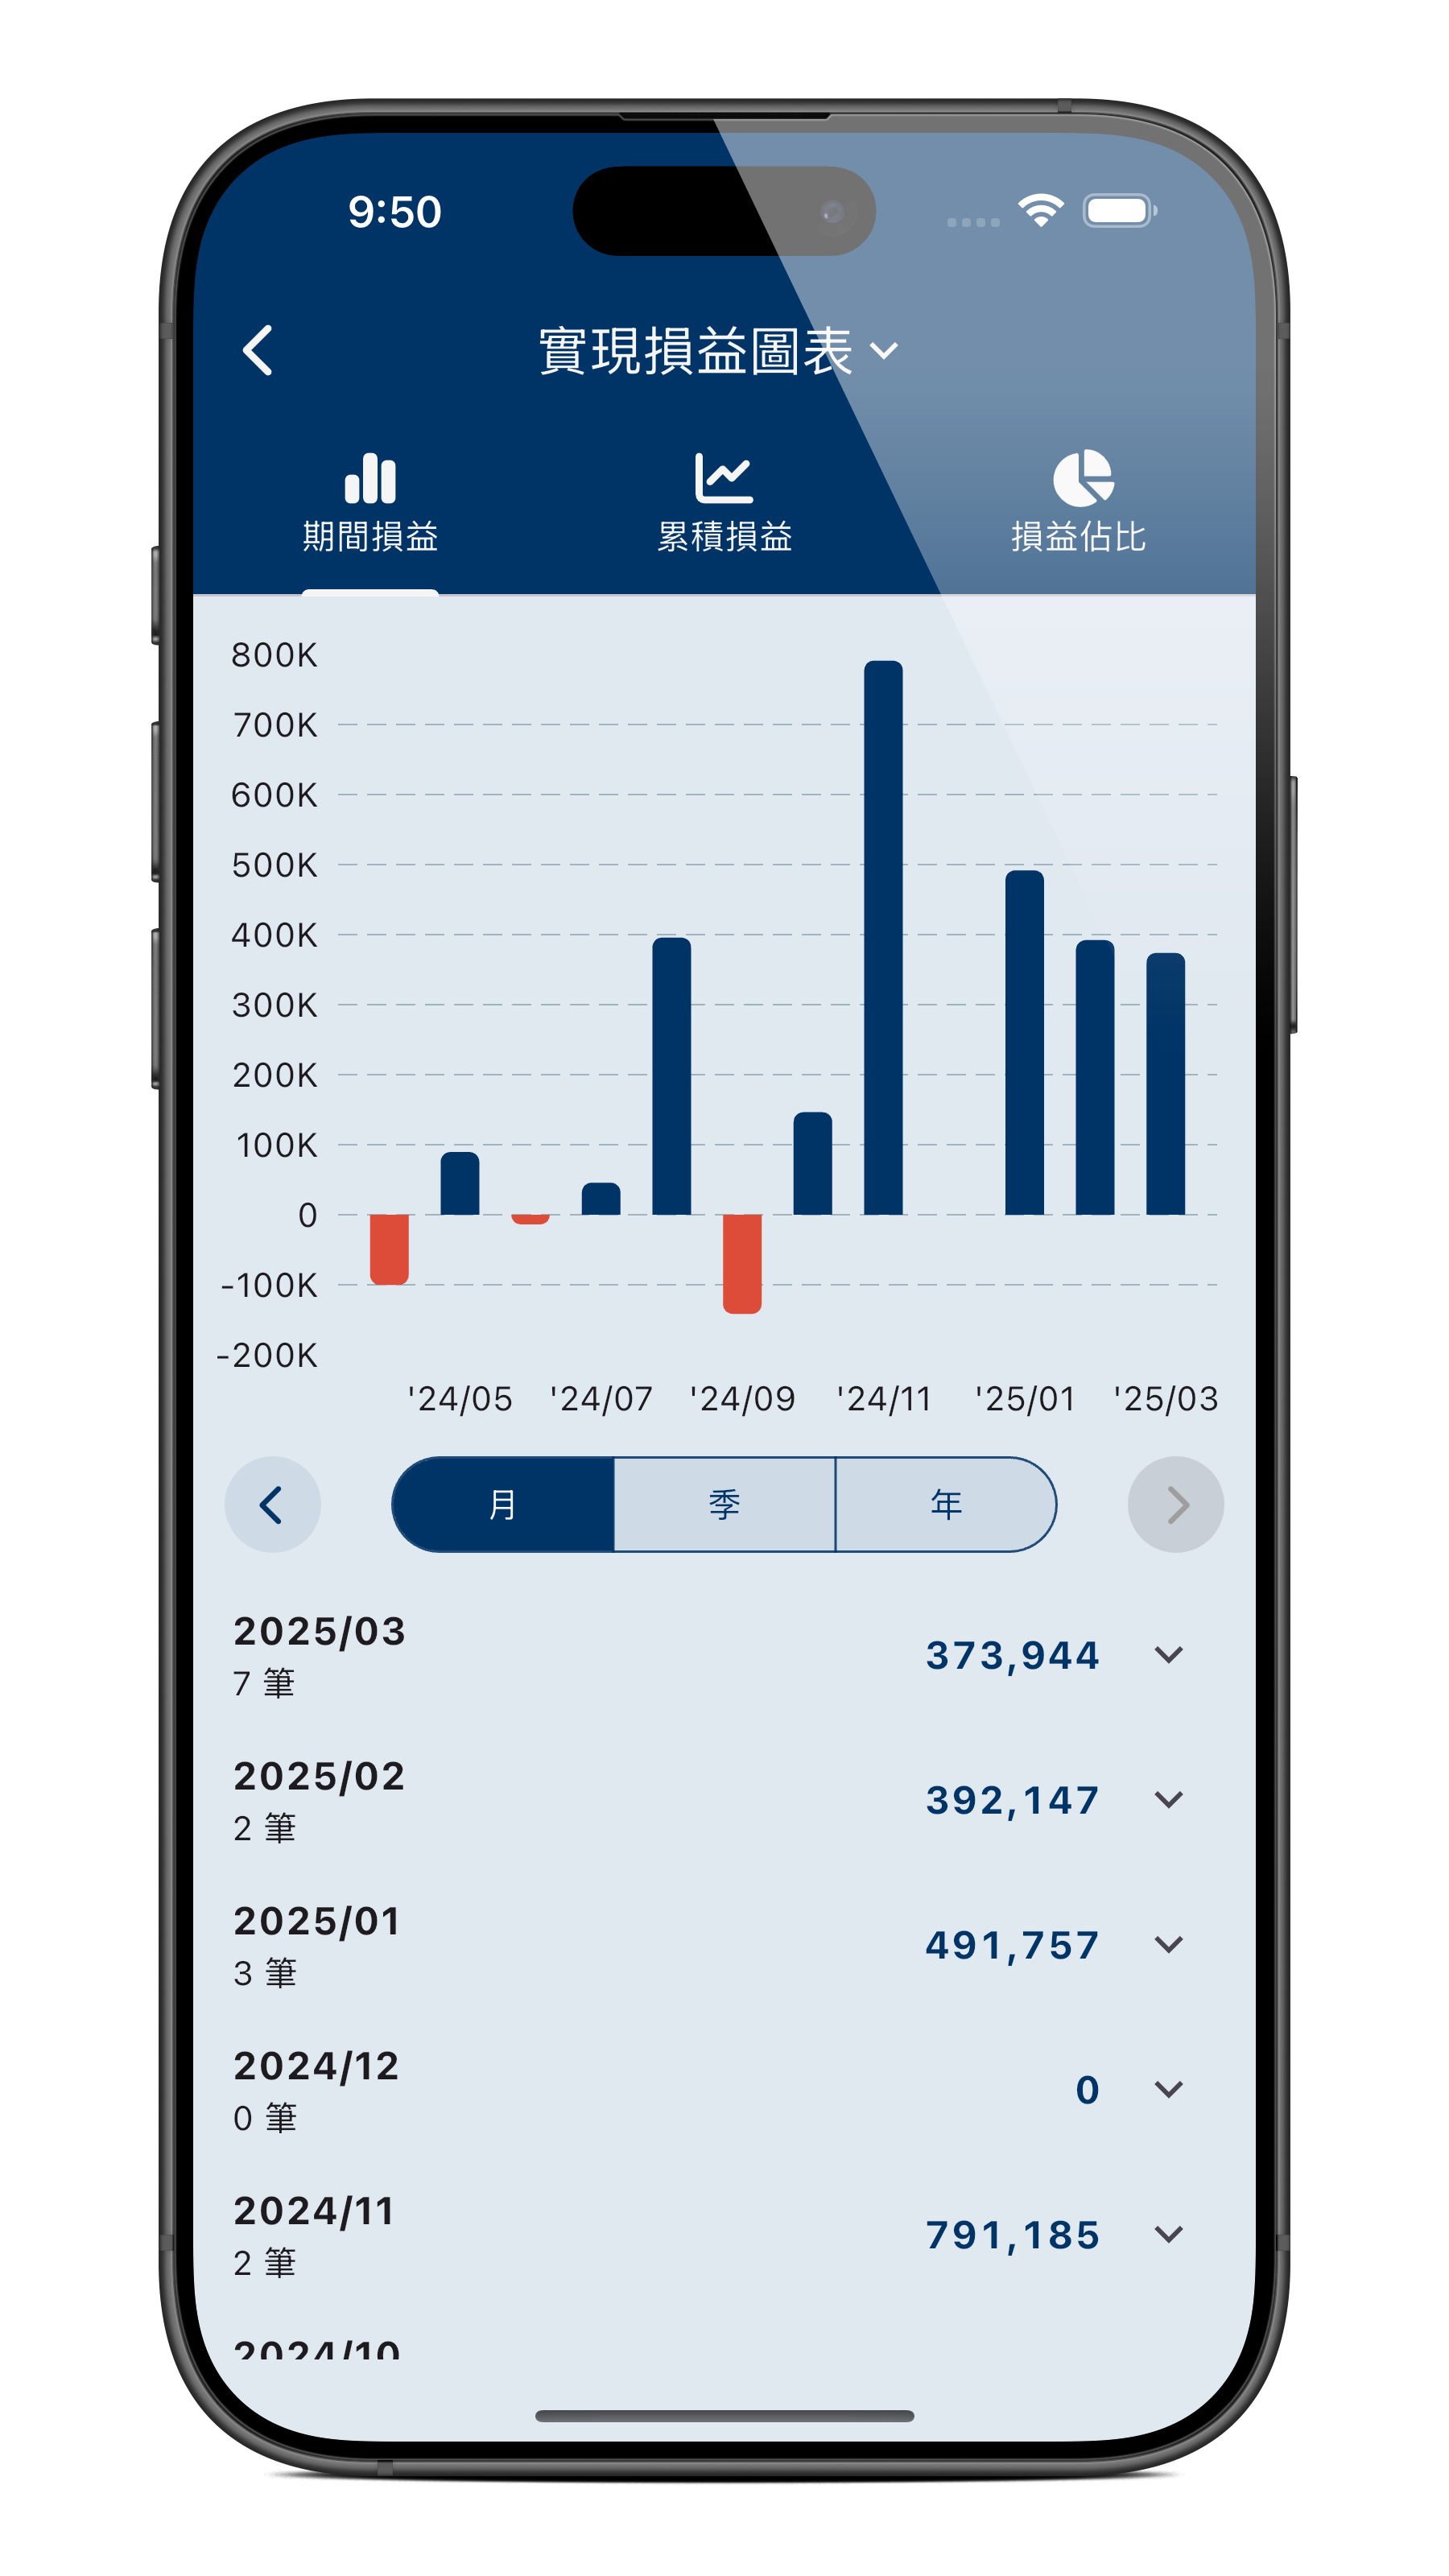 9:50
實現損益圖表
期間損益 累積損益 損益佔比
800K
700K
600K
500K
400K
300K
200K
100K
0
-100K
-200K
'24/05 '24/07 '24/09 '24/11 '25/01 '25/03
月 季 年
2025/03
7 筆
373,944
2025/02
2 筆
392,147
2025/01
3 筆
491,757
2024/12
0 筆
0
2024/11
2 筆
791,185
2024/10